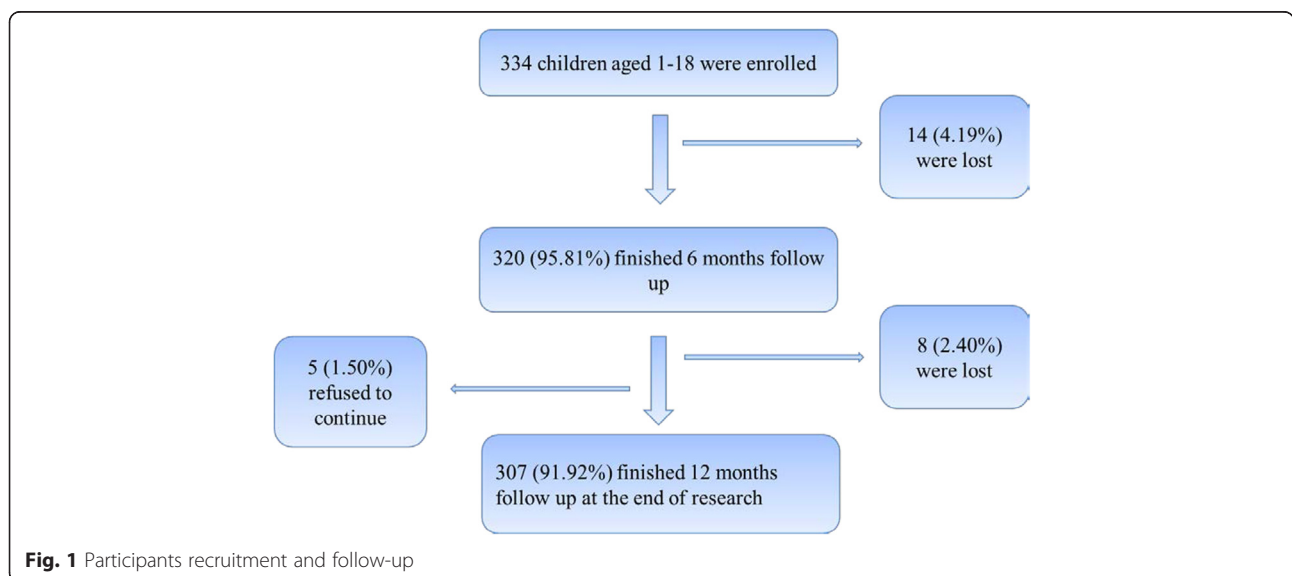 334 children aged 1-18 were enrolled
14 (4.19%)
were lost
320 (95.81%) finished 6 months follow
up
8 (2.40%)
were lost
5 (1.50%)
refused to
continue
307 (91.92%) finished 12 months
follow up at the end of research
Fig. 1 Participants recruitment and follow-up